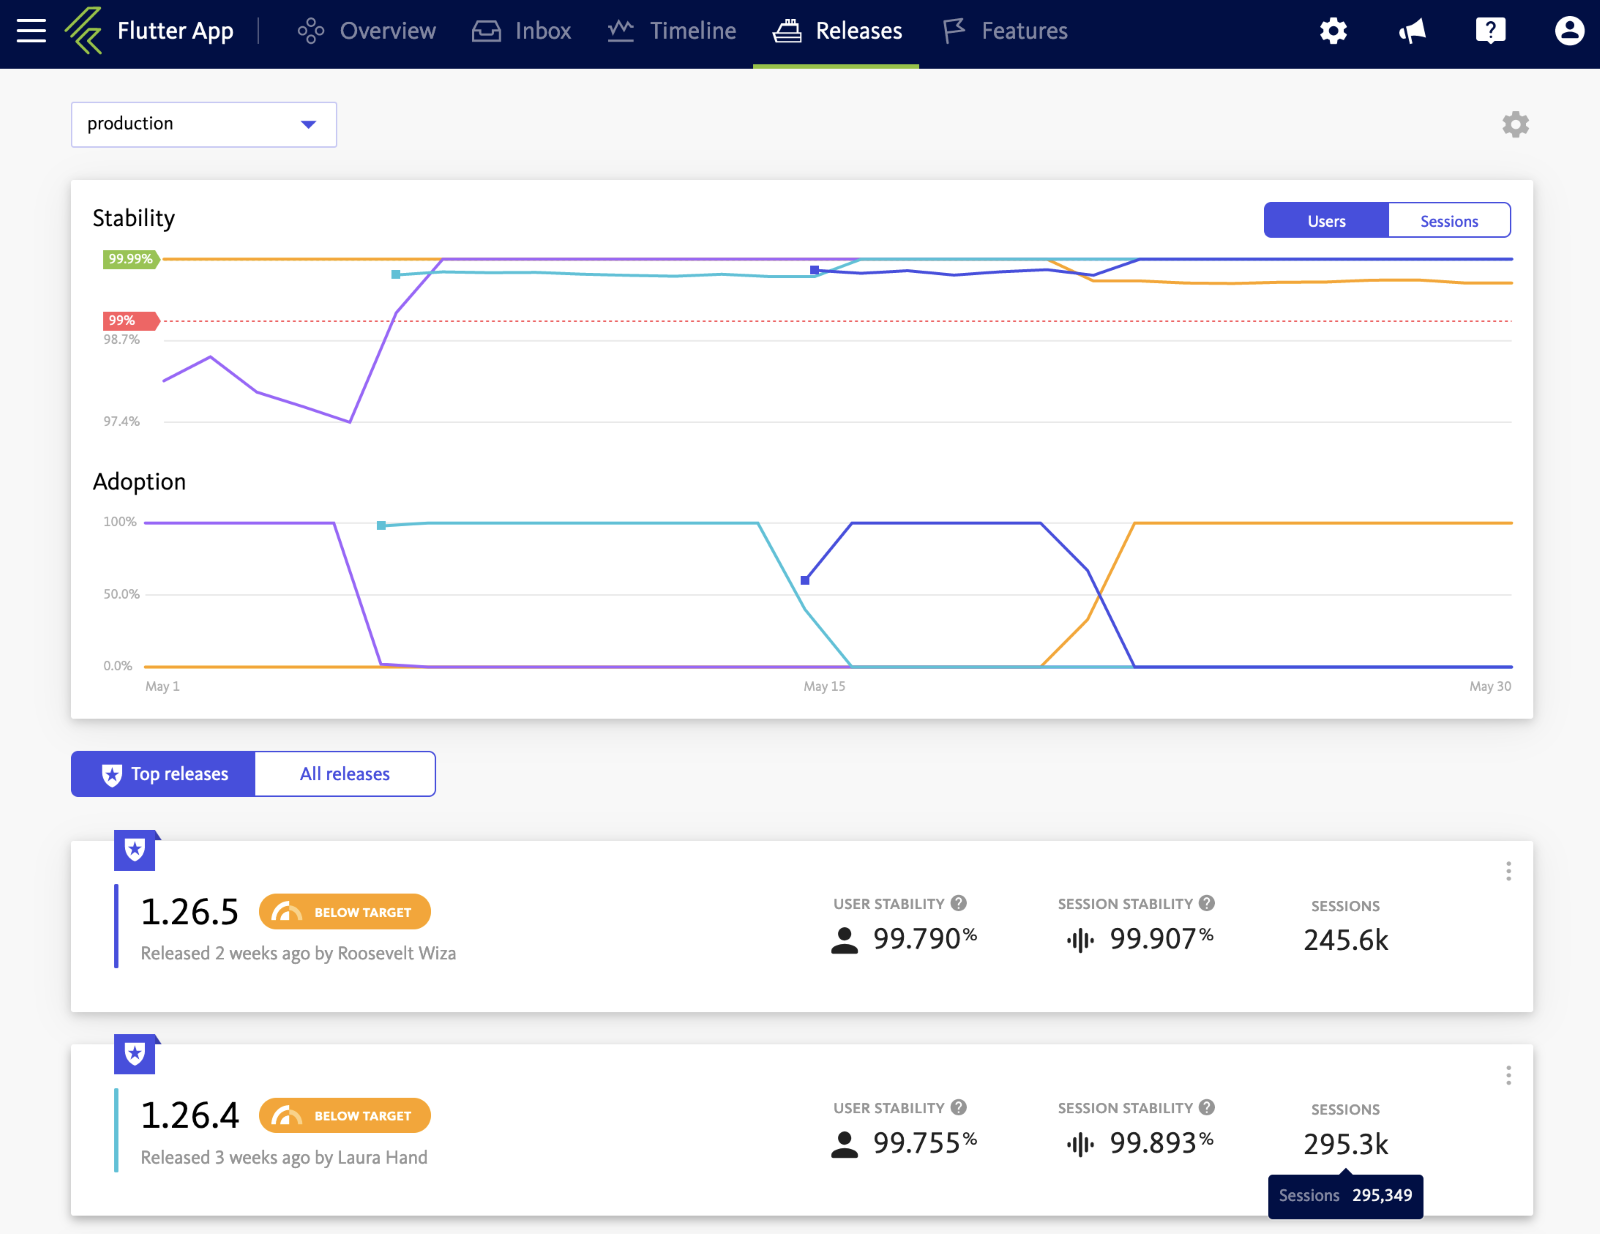 Flutter App
Overview
Inbox
Timeline
Releases
Features
?
production
Stability
Users
Sessions
99.99%
99%
98.7%
97.4%
Adoption
100%
50.0%
0.0%
May 1
May 15
May 30
Top releases
All releases
1.26.5
BELOW TARGET
Released 2 weeks ago by Roosevelt Wiza
USER STABILITY ?
99.790%
SESSION STABILITY ?
99.907%
SESSIONS
245.6k
1.26.4
BELOW TARGET
Released 3 weeks ago by Laura Hand
USER STABILITY ?
99.755%
SESSION STABILITY ?
99.893%
SESSIONS
295.3k
Sessions 295,349